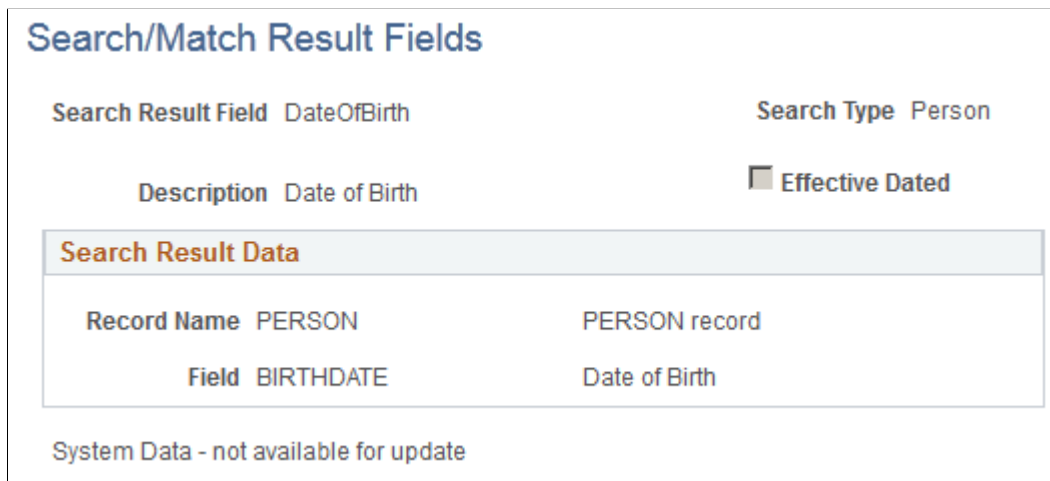 Search/Match Result Fields
Search Result Field DateOfBirth Search Type Person
Description Date of Birth Effective Dated
Search Result Data
Record Name PERSON PERSON record
Field BIRTHDATE Date of Birth
System Data - not available for update